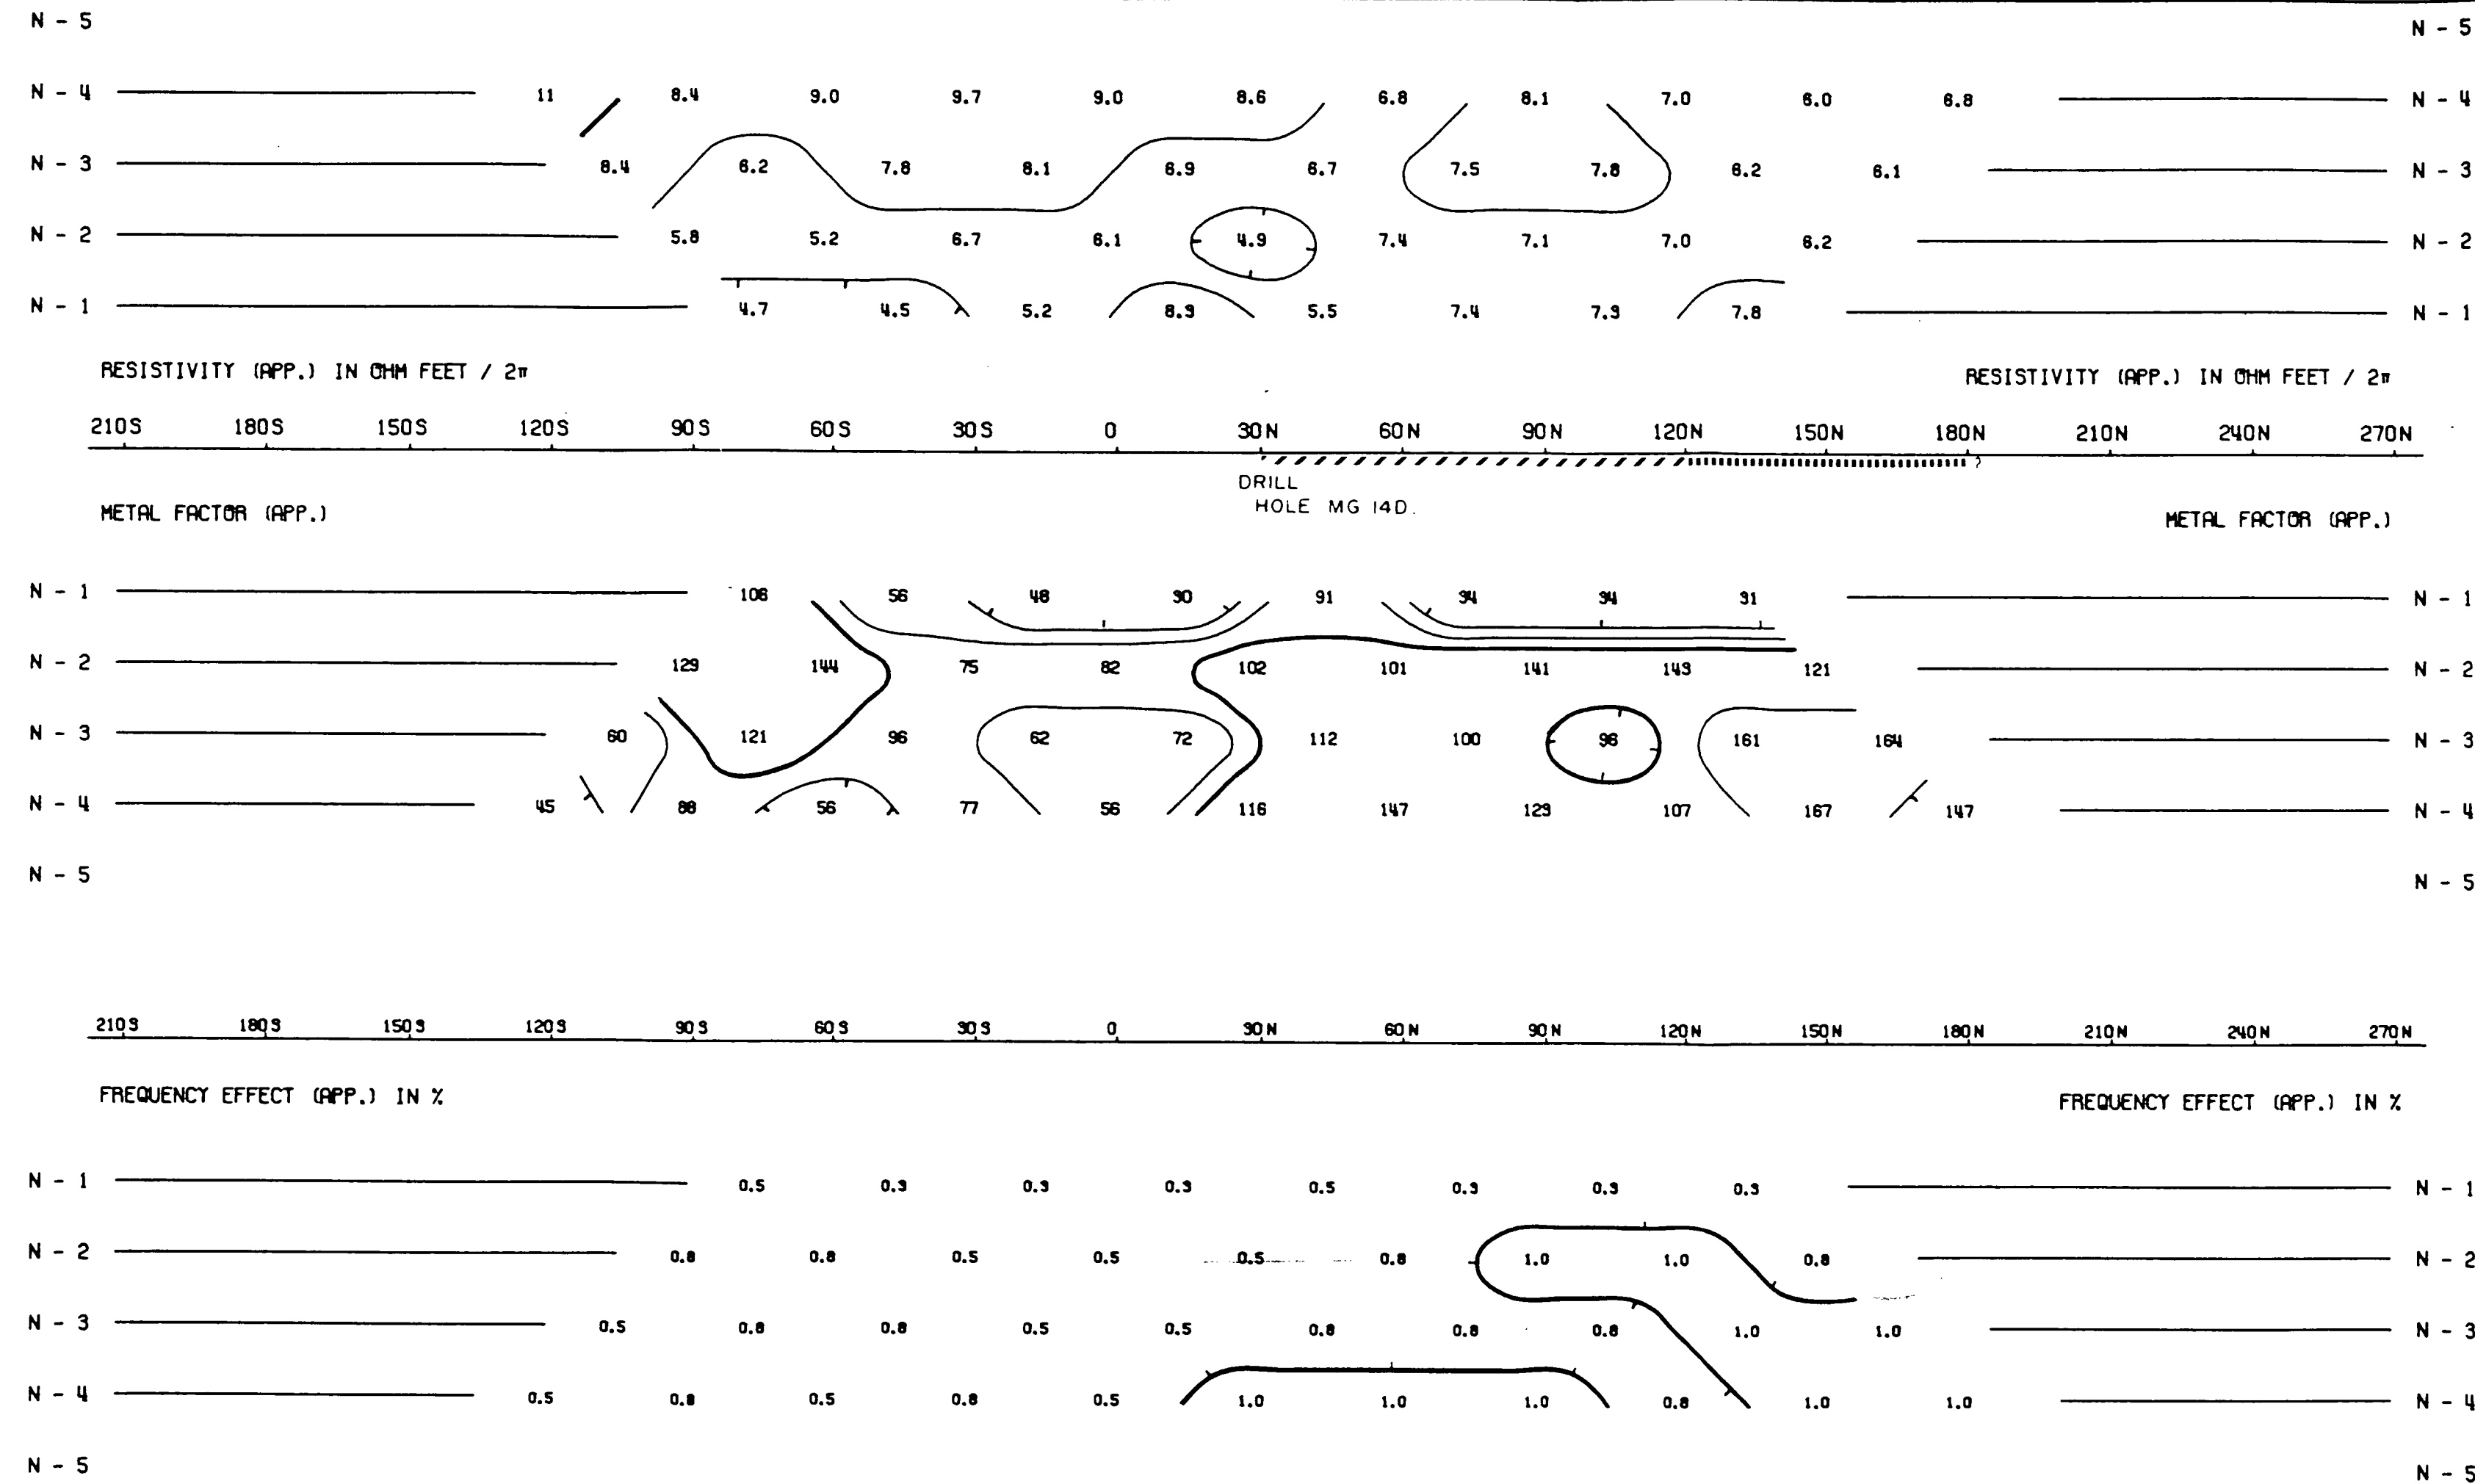 N - 5 N - 5
N - 4 11 8.4 9.0 9.7 9.0 8.6 6.8 8.1 7.0 6.0 6.8 N - 4
N - 3 8.4 6.2 7.8 8.1 6.9 6.7 7.5 7.8 6.2 6.1 N - 3
N - 2 5.8 5.2 6.7 6.1 4.9 7.4 7.1 7.0 6.2 N - 2
N - 1 4.7 4.5 5.2 8.3 5.5 7.4 7.3 7.8 N - 1
RESISTIVITY (APP.) IN OHM FEET / 2π RESISTIVITY (APP.) IN OHM FEET / 2π
210S 180S 150S 120S 90S 60S 30S 0 30N 60N 90N 120N 150N 180N 210N 240N 270N
?
DRILL
HOLE MG 14D.
METAL FACTOR (APP.) METAL FACTOR (APP.)
N - 1 106 56 48 30 91 34 34 31 N - 1
N - 2 129 144 75 82 102 101 141 143 121 N - 2
N - 3 60 121 96 62 72 112 100 96 161 164 N - 3
N - 4 45 88 56 77 56 116 147 123 107 167 147 N - 4
N - 5 N - 5
210S 180S 150S 120S 90S 60S 30S 0 30N 60N 90N 120N 150N 180N 210N 240N 270N
FREQUENCY EFFECT (APP.) IN % FREQUENCY EFFECT (APP.) IN %
N - 1 0.5 0.3 0.3 0.3 0.5 0.3 0.3 0.3 N - 1
N - 2 0.8 0.8 0.5 0.5 0.5 0.8 1.0 1.0 0.8 N - 2
N - 3 0.5 0.8 0.8 0.5 0.5 0.8 0.8 0.8 1.0 1.0 N - 3
N - 4 0.5 0.8 0.5 0.8 0.5 1.0 1.0 1.0 0.8 1.0 1.0 N - 4
N - 5 N - 5